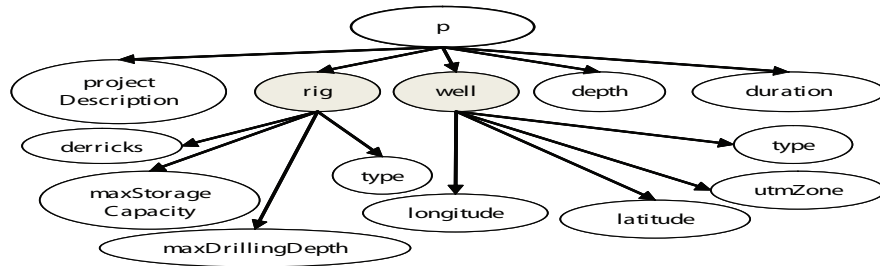 p
project
Description
rig
well
depth
duration
derricks
type
type
maxStorage
Capacity
utmZone
longitude
latitude
maxDrillingDepth